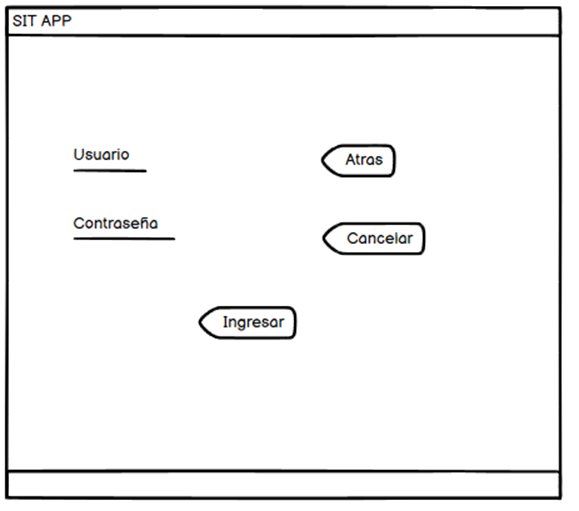 SIT APP
Usuario
Atras
Contraseña
Cancelar
Ingresar